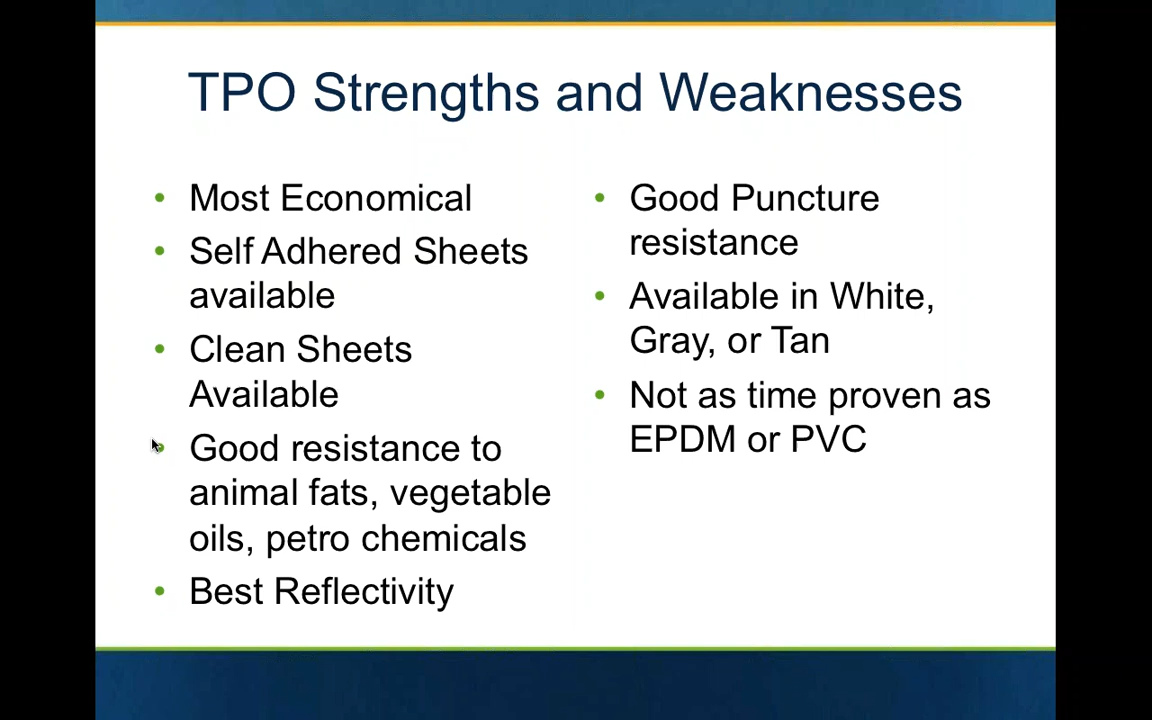 TPO Strengths and Weaknesses
• Most Economical
• Self Adhered Sheets
available
• Clean Sheets
Available
• Good resistance to
animal fats, vegetable
oils, petro chemicals
• Best Reflectivity
• Good Puncture
resistance
• Available in White,
Gray, or Tan
• Not as time proven as
EPDM or PVC